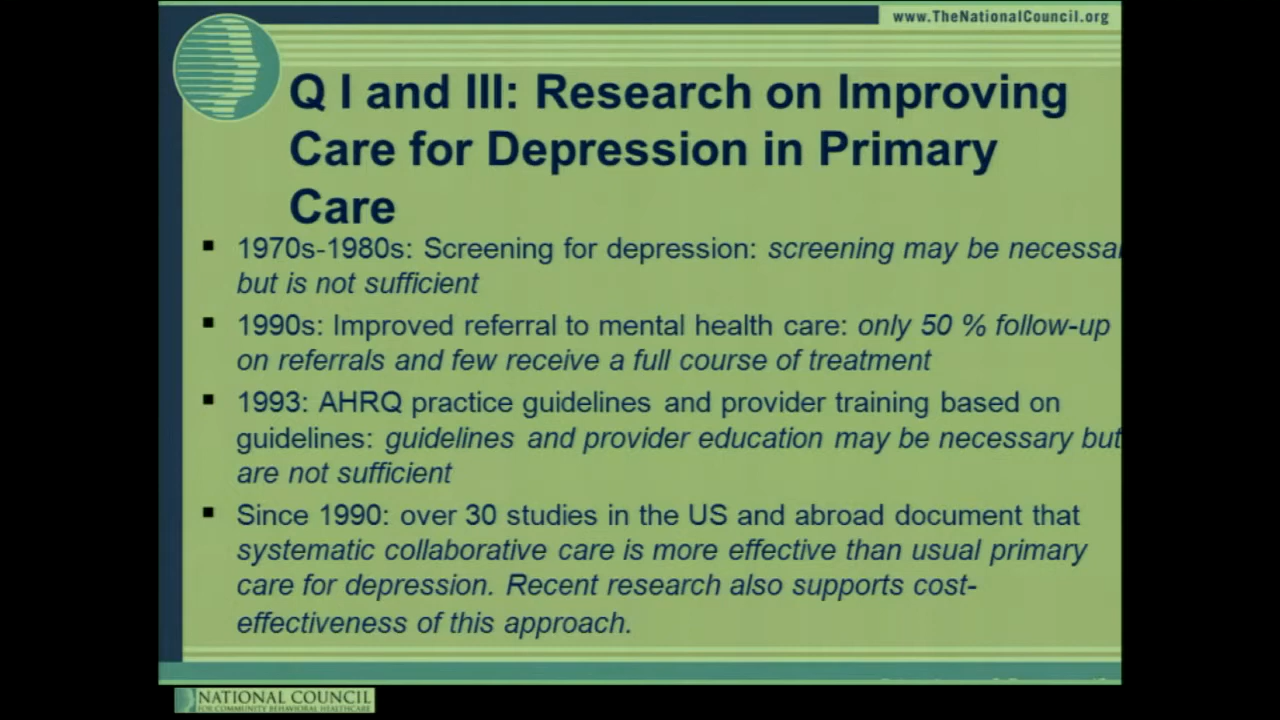 www.TheNationalCouncil.org
Q I and III: Research on Improving
Care for Depression in Primary
Care
▪ 1970s-1980s: Screening for depression: screening may be necessar
but is not sufficient
▪ 1990s: Improved referral to mental health care: only 50 % follow-up
on referrals and few receive a full course of treatment
▪ 1993: AHRQ practice guidelines and provider training based on
guidelines: guidelines and provider education may be necessary but
are not sufficient
▪ Since 1990: over 30 studies in the US and abroad document that
systematic collaborative care is more effective than usual primary
care for depression. Recent research also supports cost-
effectiveness of this approach.
NATIONAL COUNCIL
FOR COMMUNITY BEHAVIORAL HEALTHCARE